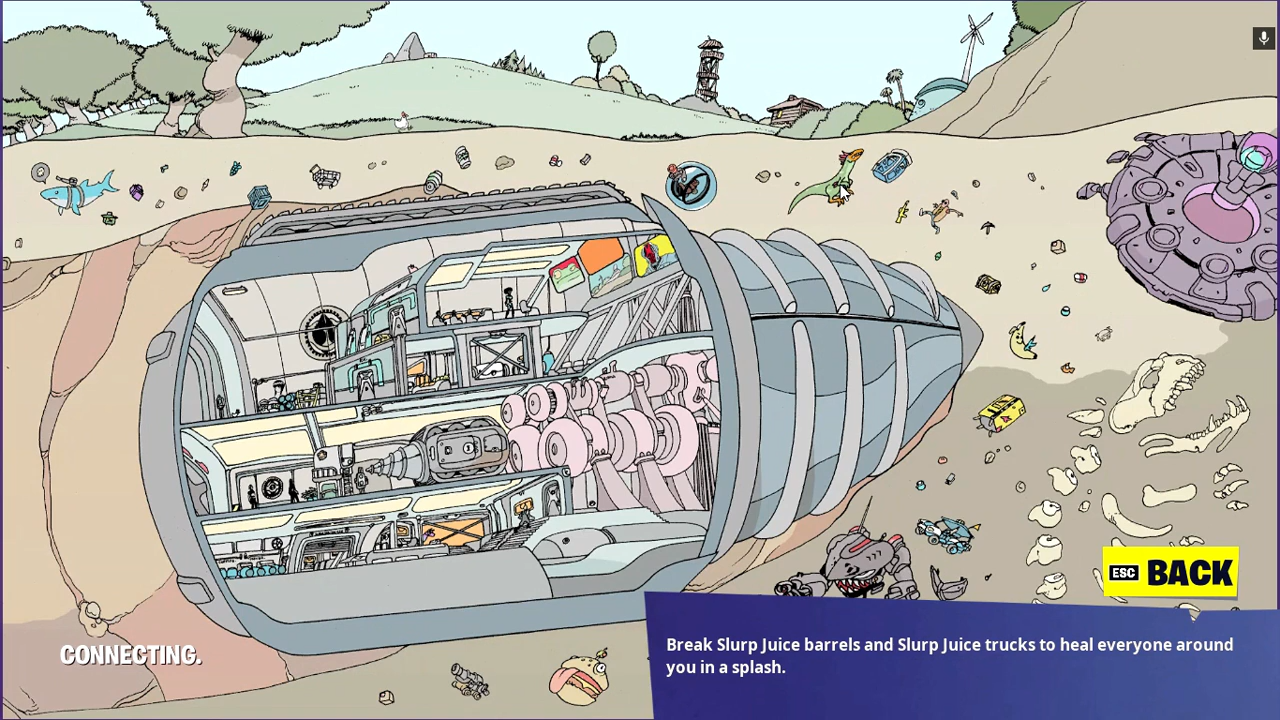 ESC BACK
CONNECTING.
Break Slurp Juice barrels and Slurp Juice trucks to heal everyone around
you in a splash.